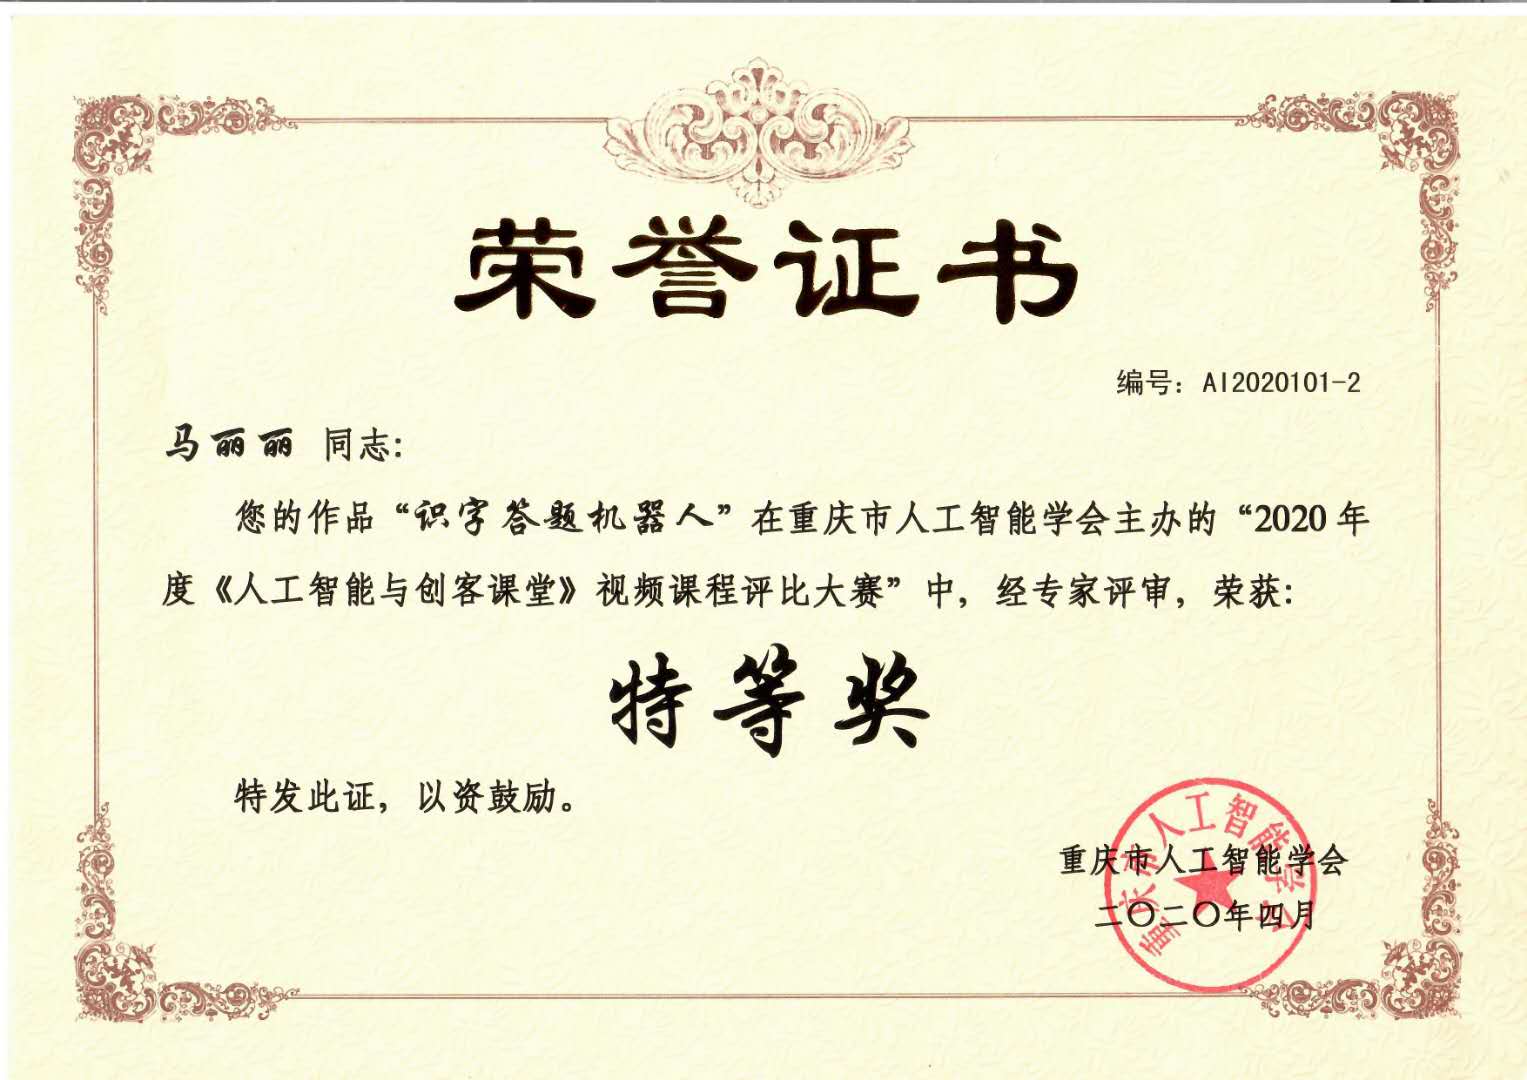 荣誉证书
编号：AI2020101-2
马丽丽 同志：
您的作品“识字答题机器人”在重庆市人工智能学会主办的“2020年
度《人工智能与创客课堂》视频课程评比大赛”中，经专家评审，荣获：
特等奖
特发此证，以资鼓励。
重庆市人工智能学会
二〇二〇年四月
重庆市人工智能学会